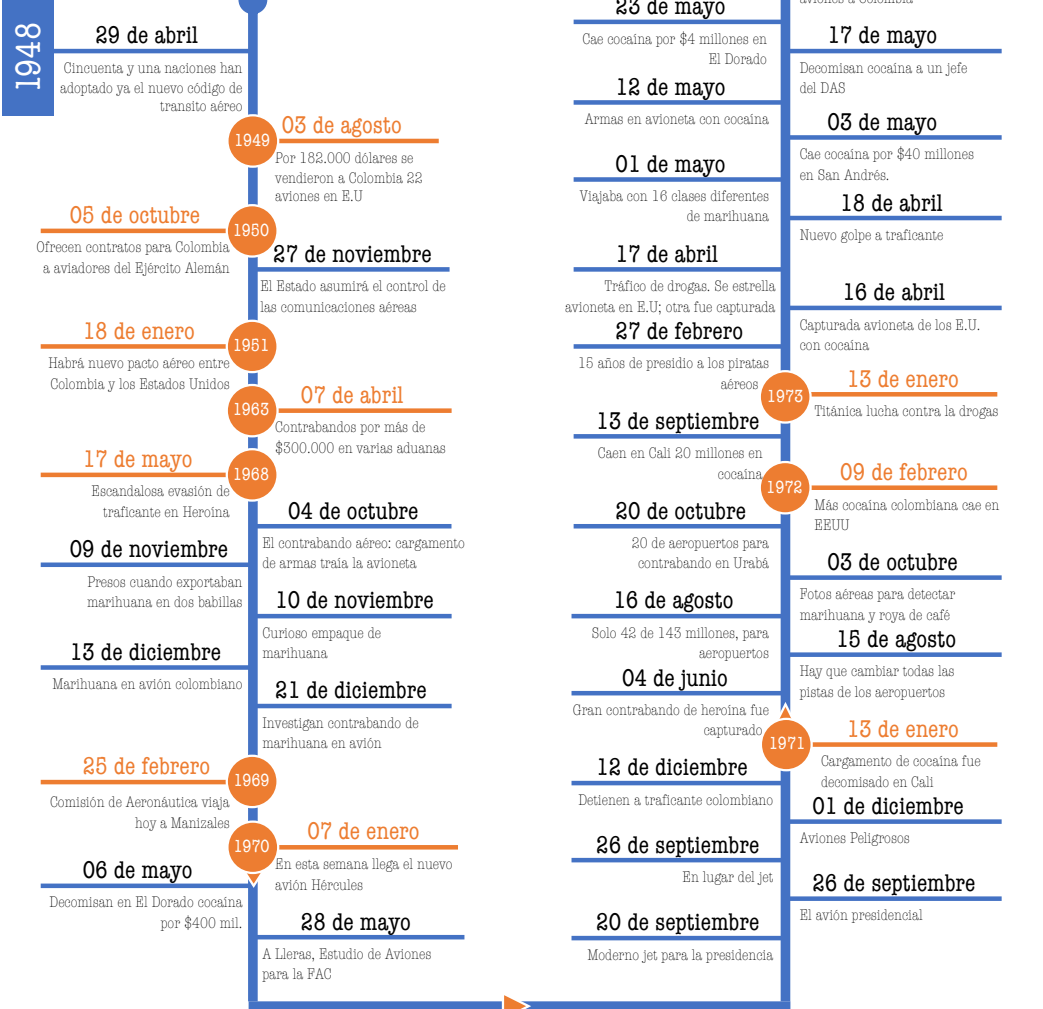 1948
29 de abril
Cincuenta y una naciones han
adoptado ya el nuevo código de
transito aéreo
1949
03 de agosto
Por 182.000 dólares se
vendieron a Colombia 22
aviones en E.U
05 de octubre
1950
Ofrecen contratos para Colombia
a aviadores del Ejército Alemán
27 de noviembre
El Estado asumirá el control de
las comunicaciones aéreas
18 de enero
1951
Habrá nuevo pacto aéreo entre
Colombia y los Estados Unidos
1963
07 de abril
Contrabandos por más de
$300.000 en varias aduanas
17 de mayo
1968
Escandalosa evasión de
traficante en Heroína
04 de octubre
El contrabando aéreo: cargamento
de armas traía la avioneta
09 de noviembre
Presos cuando exportaban
marihuana en dos babillas
10 de noviembre
Curioso empaque de
marihuana
13 de diciembre
Marihuana en avión colombiano
21 de diciembre
Investigan contrabando de
marihuana en avión
25 de febrero
1969
Comisión de Aeronáutica viaja
hoy a Manizales
1970
07 de enero
En esta semana llega el nuevo
avión Hércules
06 de mayo
Decomisan en El Dorado cocaína
por $400 mil.
28 de mayo
A Lleras, Estudio de Aviones
para la FAC
aviones a Colombia
23 de mayo
Cae cocaína por $4 millones en
El Dorado
17 de mayo
Decomisan cocaína a un jefe
del DAS
12 de mayo
Armas en avioneta con cocaína
03 de mayo
Cae cocaína por $40 millones
en San Andrés.
01 de mayo
Viajaba con 16 clases diferentes
de marihuana
18 de abril
Nuevo golpe a traficante
17 de abril
Tráfico de drogas. Se estrella
avioneta en E.U; otra fue capturada
16 de abril
Capturada avioneta de los E.U.
con cocaína
27 de febrero
15 años de presidio a los piratas
aéreos
1973
13 de enero
Titánica lucha contra la drogas
13 de septiembre
Caen en Cali 20 millones en
cocaína
1972
09 de febrero
Más cocaína colombiana cae en
EEUU
20 de octubre
20 de aeropuertos para
contrabando en Urabá
03 de octubre
Fotos aéreas para detectar
marihuana y roya de café
16 de agosto
Solo 42 de 143 millones, para
aeropuertos
15 de agosto
Hay que cambiar todas las
pistas de los aeropuertos
04 de junio
Gran contrabando de heroína fue
capturado
1971
13 de enero
Cargamento de cocaína fue
decomisado en Cali
12 de diciembre
Detienen a traficante colombiano
01 de diciembre
Aviones Peligrosos
26 de septiembre
En lugar del jet
26 de septiembre
El avión presidencial
20 de septiembre
Moderno jet para la presidencia